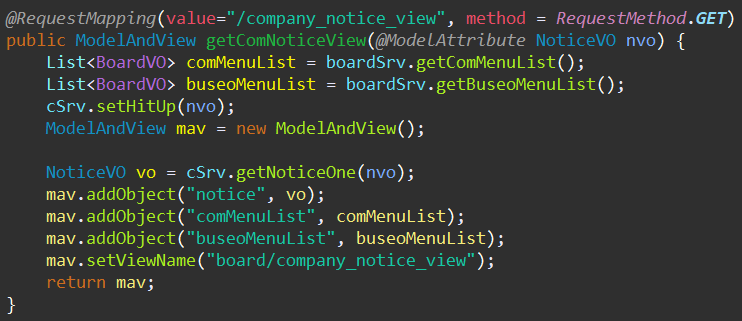 @RequestMapping(value="/company_notice_view", method = RequestMethod.GET)
public ModelAndView getComNoticeView(@ModelAttribute NoticeVO nvo) {
    List<BoardVO> comMenuList = boardSrv.getComMenuList();
    List<BoardVO> buseoMenuList = boardSrv.getBuseoMenuList();
    cSrv.setHitUp(nvo);
    ModelAndView mav = new ModelAndView();

    NoticeVO vo = cSrv.getNoticeOne(nvo);
    mav.addObject("notice", vo);
    mav.addObject("comMenuList", comMenuList);
    mav.addObject("buseoMenuList", buseoMenuList);
    mav.setViewName("board/company_notice_view");
    return mav;
}